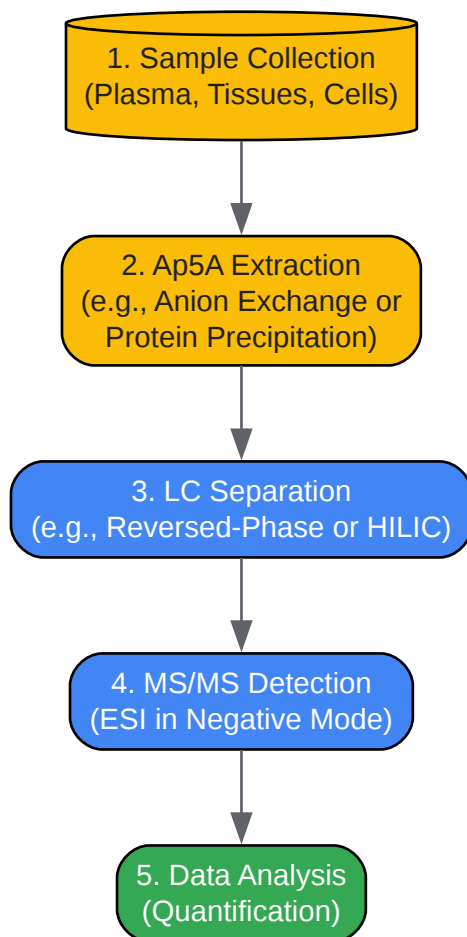 1. Sample Collection
(Plasma, Tissues, Cells)
2. Ap5A Extraction
(e.g., Anion Exchange or
Protein Precipitation)
3. LC Separation
(e.g., Reversed-Phase or HILIC)
4. MS/MS Detection
(ESI in Negative Mode)
5. Data Analysis
(Quantification)